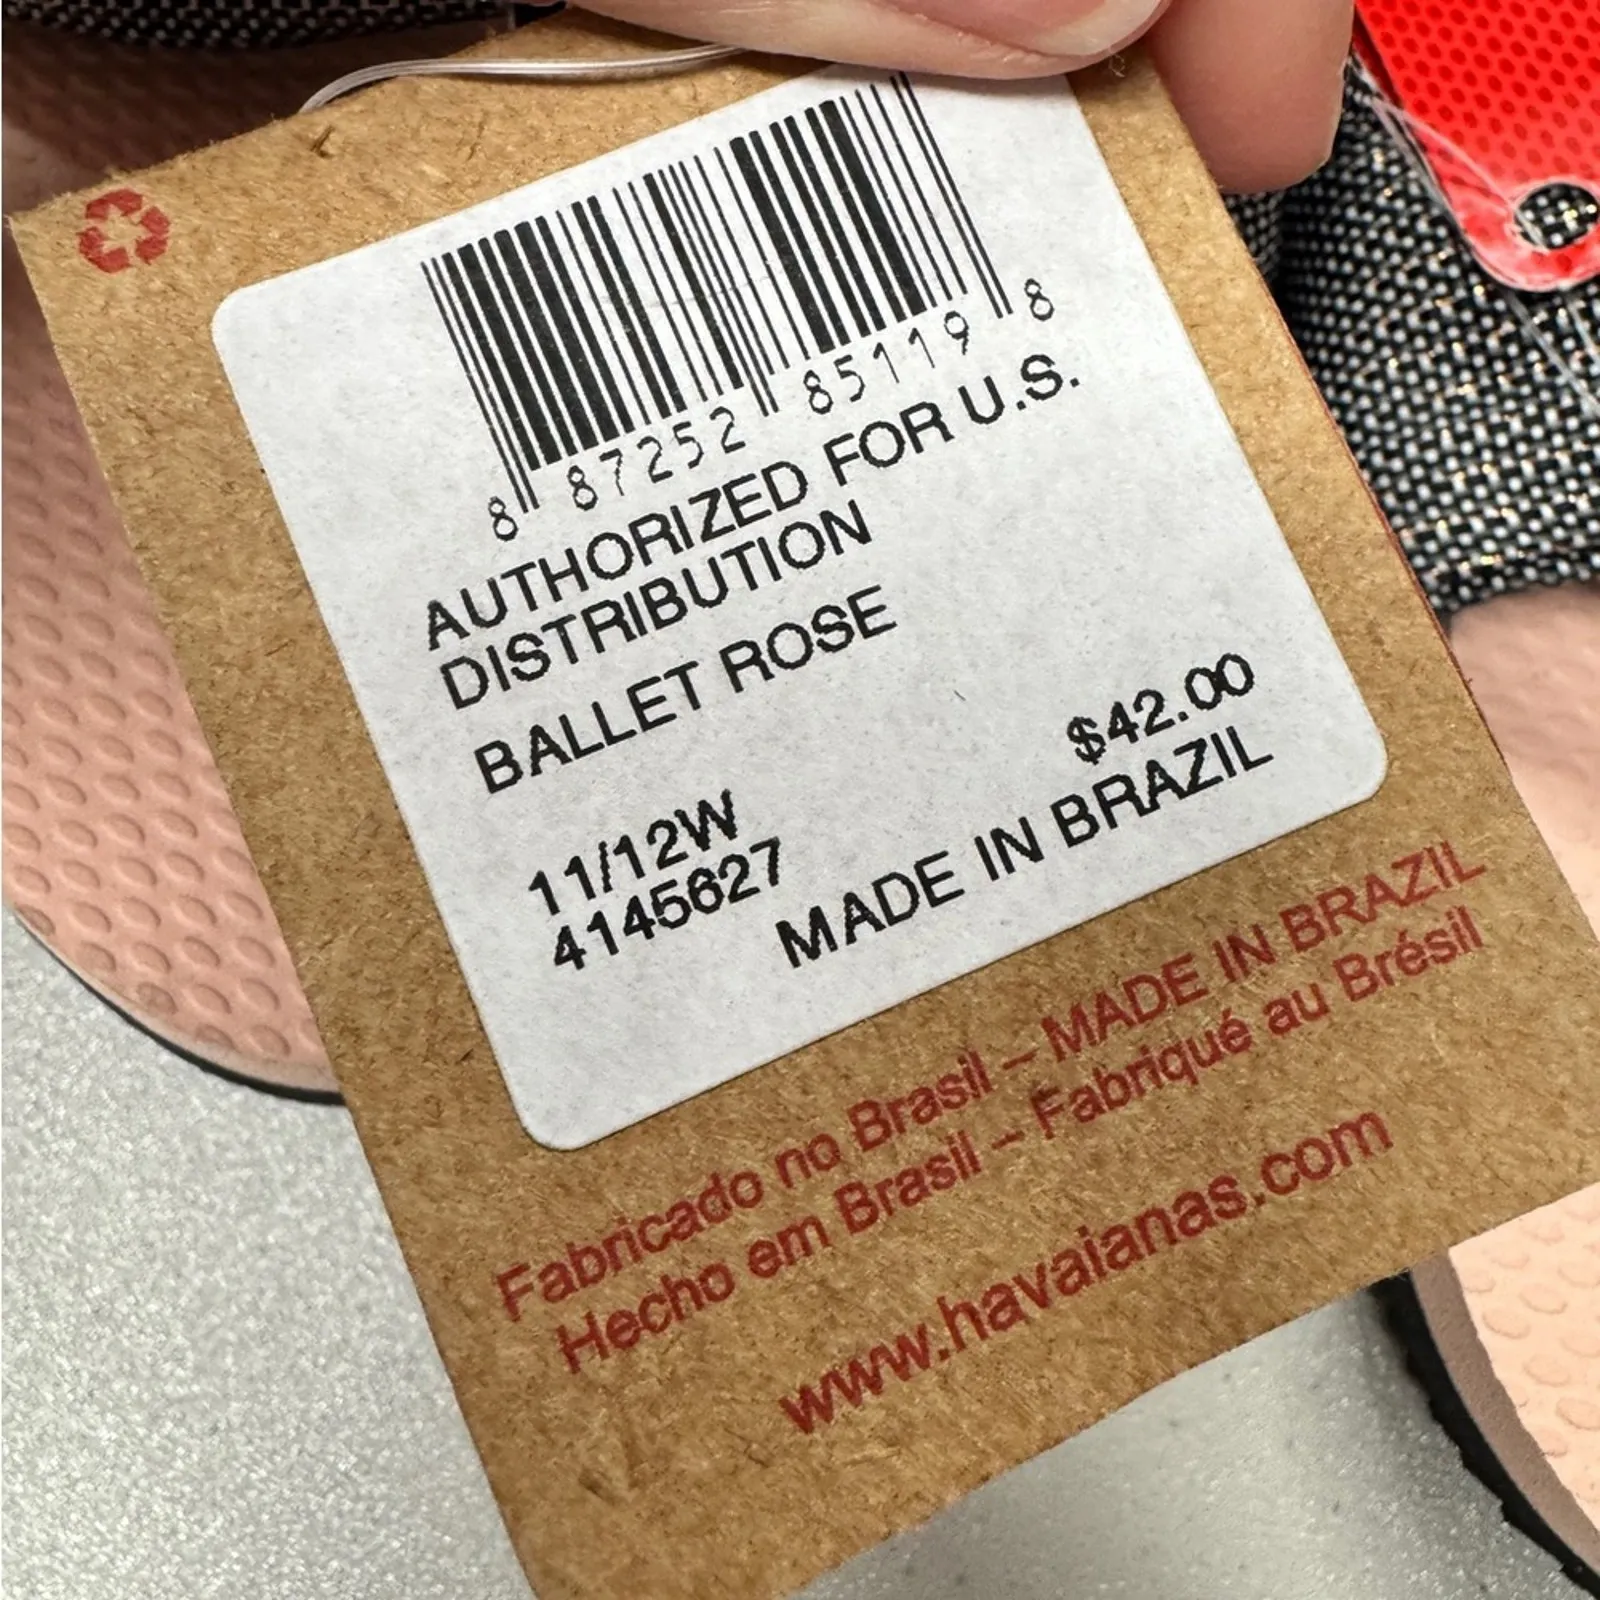 8 87252 85119 8
AUTHORIZED FOR U.S.
DISTRIBUTION
BALLET ROSE
$42.00
11/12W
4145627
MADE IN BRAZIL
Fabricado no Brasil – MADE IN BRAZIL
Hecho em Brasil – Fabriqué au Brésil
www.havaianas.com